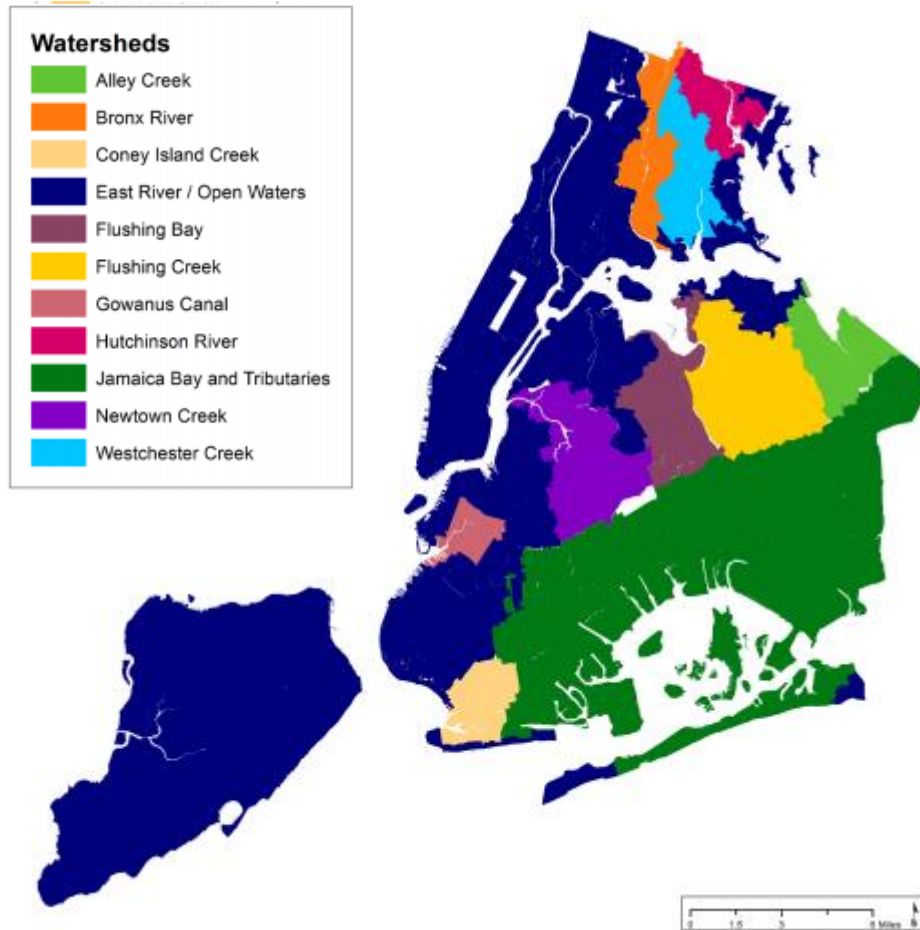 Watersheds
Alley Creek
Bronx River
Coney Island Creek
East River / Open Waters
Flushing Bay
Flushing Creek
Gowanus Canal
Hutchinson River
Jamaica Bay and Tributaries
Newtown Creek
Westchester Creek
0 1.5 3 6 Miles